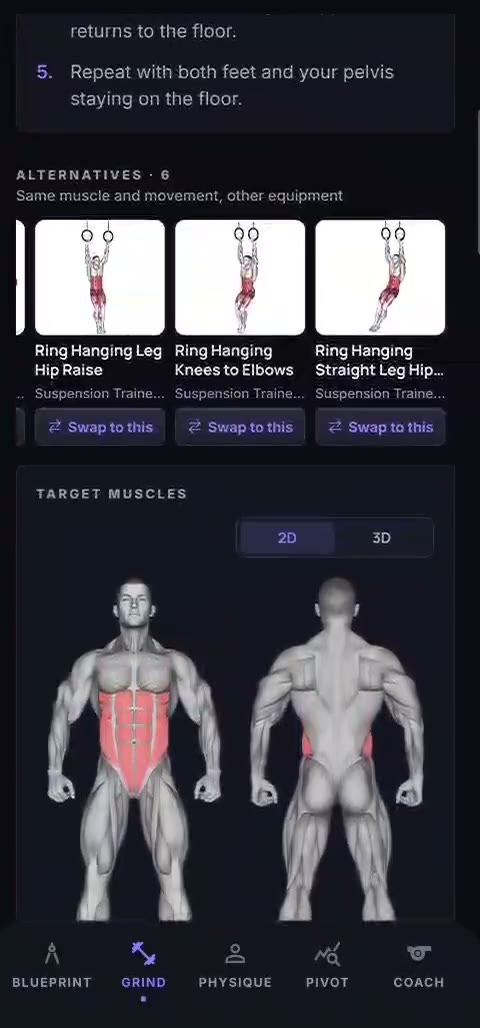 returns to the floor.
5. Repeat with both feet and your pelvis
staying on the floor.
ALTERNATIVES · 6
Same muscle and movement, other equipment
Ring Hanging Leg
Hip Raise
Suspension Traine...
Swap to this
Ring Hanging
Knees to Elbows
Suspension Traine...
Swap to this
Ring Hanging
Straight Leg Hip...
Suspension Traine...
Swap to this
TARGET MUSCLES
2D
3D
BLUEPRINT
GRIND
PHYSIQUE
PIVOT
COACH